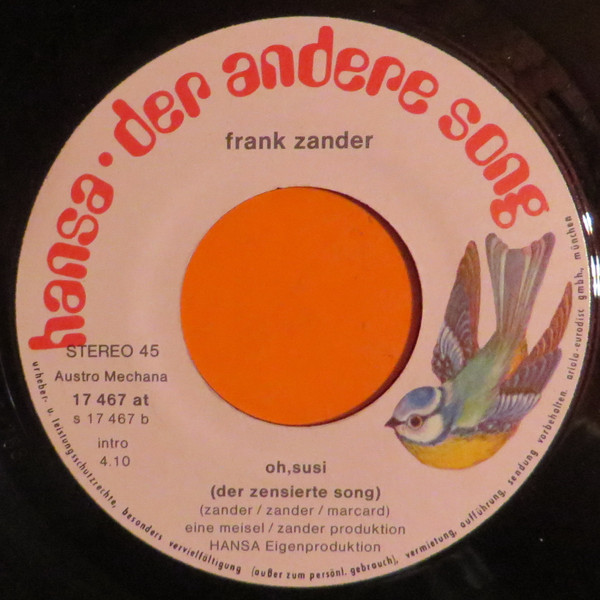 hansa · der andere song
frank zander
STEREO 45
Austro Mechana
17 467 at
s 17 467 b
intro
4.10
oh,susi
(der zensierte song)
(zander / zander / marcard)
eine meisel / zander produktion
HANSA Eigenproduktion
urheber- u. leistungsschutzrechte, besonders vervielfältigung (außer zum persönl. gebrauch), vermietung, aufführung, sendung vorbehalten. ariola-eurodisc gmbh., münchen